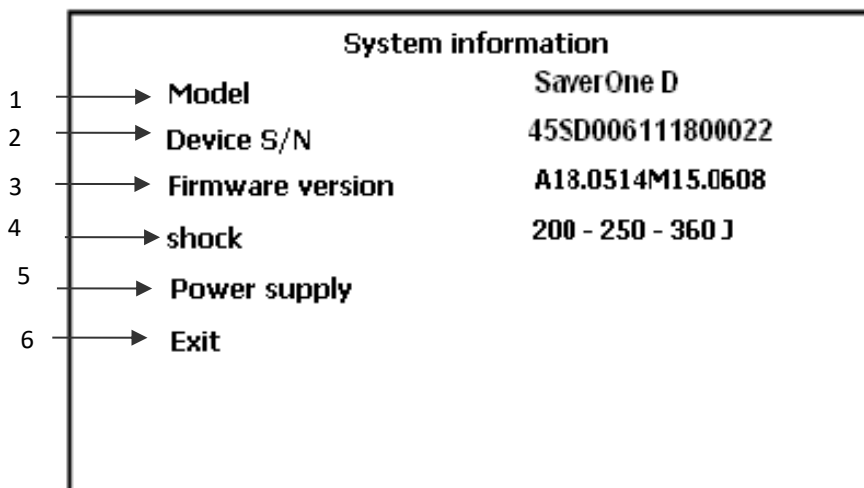 System information
1 Model SaverOne D
2 Device S/N 45SD006111800022
3 Firmware version A18.0514M15.0608
4 shock 200 - 250 - 360 J
5 Power supply
6 Exit